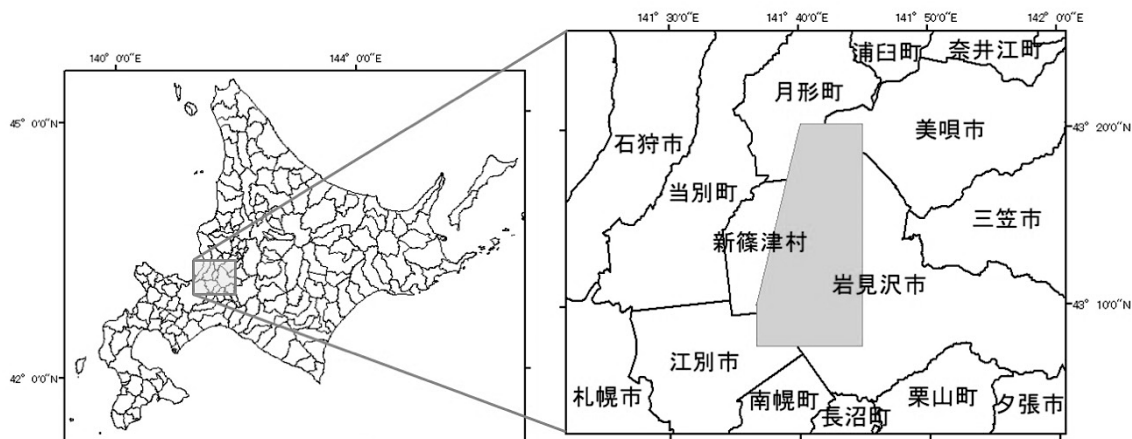 140° 0'0"E
144° 0'0"E
45° 0'0"N
42° 0'0"N
141° 30'0"E
141° 40'0"E
141° 50'0"E
142° 0'0"E
43° 20'0"N
43° 10'0"N
浦臼町
奈井江町
月形町
美唄市
石狩市
当別町
三笠市
新篠津村
岩見沢市
江別市
札幌市
南幌町
長沼町
栗山町
夕張市